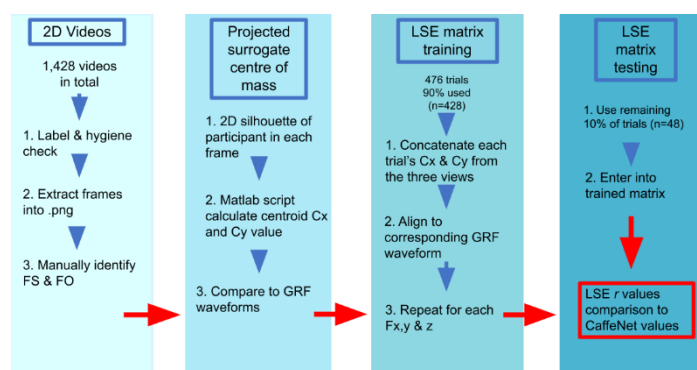 2D Videos
1,428 videos
in total
1. Label & hygiene
check
2. Extract frames
into .png
3. Manually identify
FS & FO
Projected
surrogate
centre of
mass
1. 2D silhouette of
participant in each
frame
2. Matlab script
calculate centroid Cx
and Cy value
3. Compare to GRF
waveforms
LSE matrix
training
476 trials
90% used
(n=428)
1. Concatenate each
trial's Cx & Cy from
the three views
2. Align to
corresponding GRF
waveform
3. Repeat for each
Fx,y & z
LSE
matrix
testing
1. Use remaining
10% of trials (n=48)
2. Enter into
trained matrix
LSE r values
comparison to
CaffeNet values